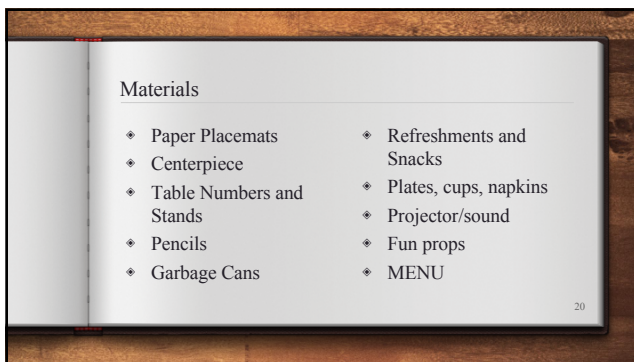 Materials
◈ Paper Placemats
◈ Centerpiece
◈ Table Numbers and
Stands
◈ Pencils
◈ Garbage Cans
◈ Refreshments and
Snacks
◈ Plates, cups, napkins
◈ Projector/sound
◈ Fun props
◈ MENU
20